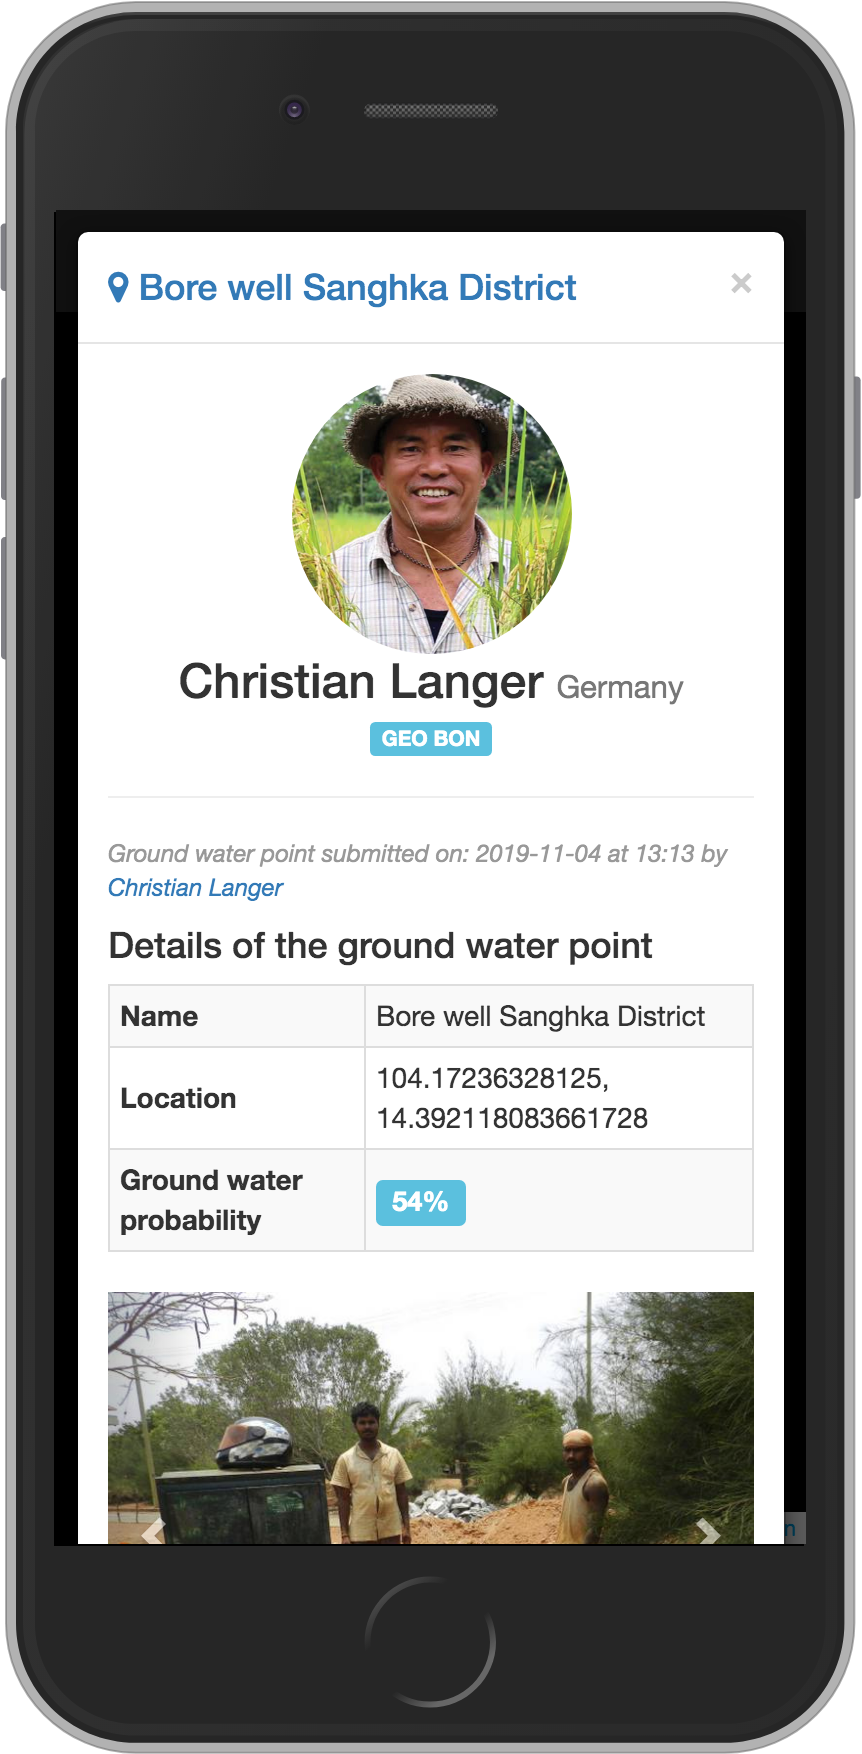 Bore well Sanghka District ×
Christian Langer Germany
GEO BON
Ground water point submitted on: 2019-11-04 at 13:13 by
Christian Langer
Details of the ground water point
Name Bore well Sanghka District
Location 104.17236328125,
14.392118083661728
Ground water
probability 54%
n